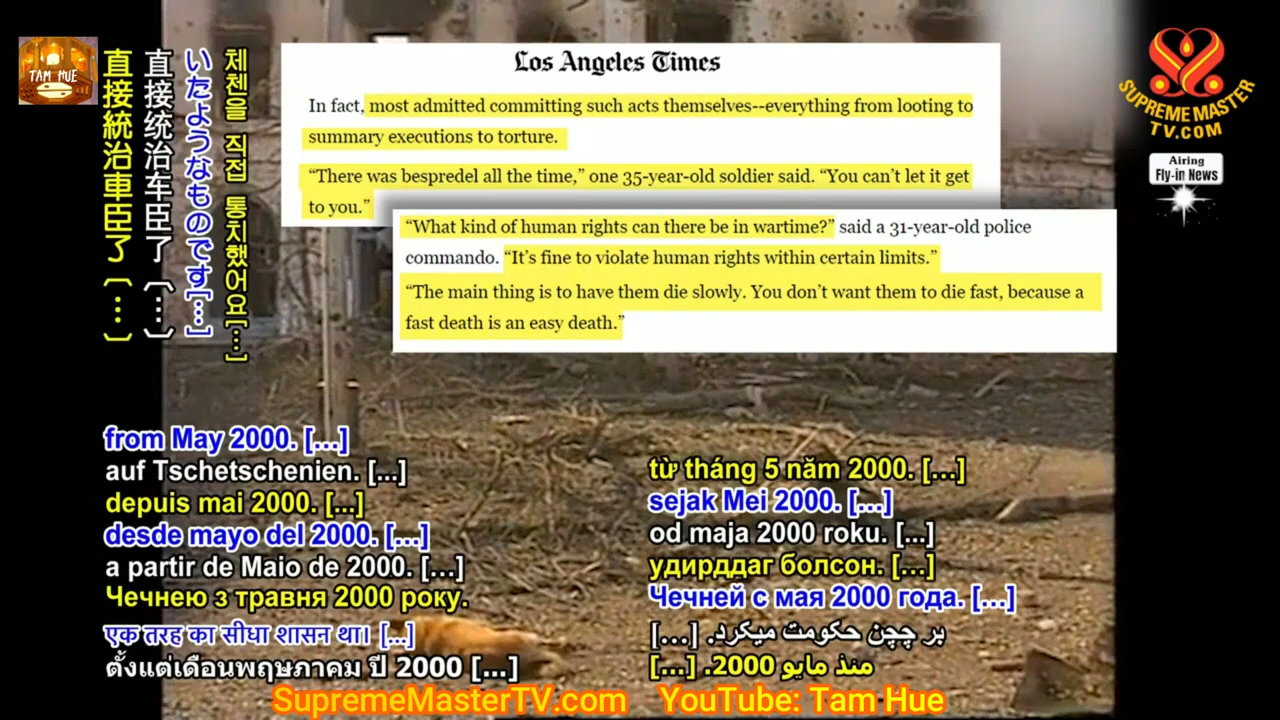 TAM HUE
直接統治車臣了［…］
直接统治车臣了［…］
いたようなものです[…]
체첸을 직접 통치했어요[…]
Los Angeles Times
In fact, most admitted committing such acts themselves--everything from looting to
summary executions to torture.
“There was bespredel all the time,” one 35-year-old soldier said. “You can’t let it get
to you.”
“What kind of human rights can there be in wartime?” said a 31-year-old police
commando. “It’s fine to violate human rights within certain limits.”
“The main thing is to have them die slowly. You don’t want them to die fast, because a
fast death is an easy death.”
SUPREME MASTER
TV.COM
Airing
Fly-in News
from May 2000. […]
auf Tschetschenien. [...]
depuis mai 2000. [...]
desde mayo del 2000. […]
a partir de Maio de 2000. […]
Чечнею з травня 2000 року.
एक तरह का सीधा शासन था। [...]
ตั้งแต่เดือนพฤษภาคม ปี 2000 [...]
từ tháng 5 năm 2000. […]
sejak Mei 2000. […]
od maja 2000 roku. [...]
удирддаг болсон. […]
Чечней с мая 2000 года. […]
بر چچن حکومت میکرد. [...]
منذ مايو 2000. [...]
SupremeMasterTV.com YouTube: Tam Hue